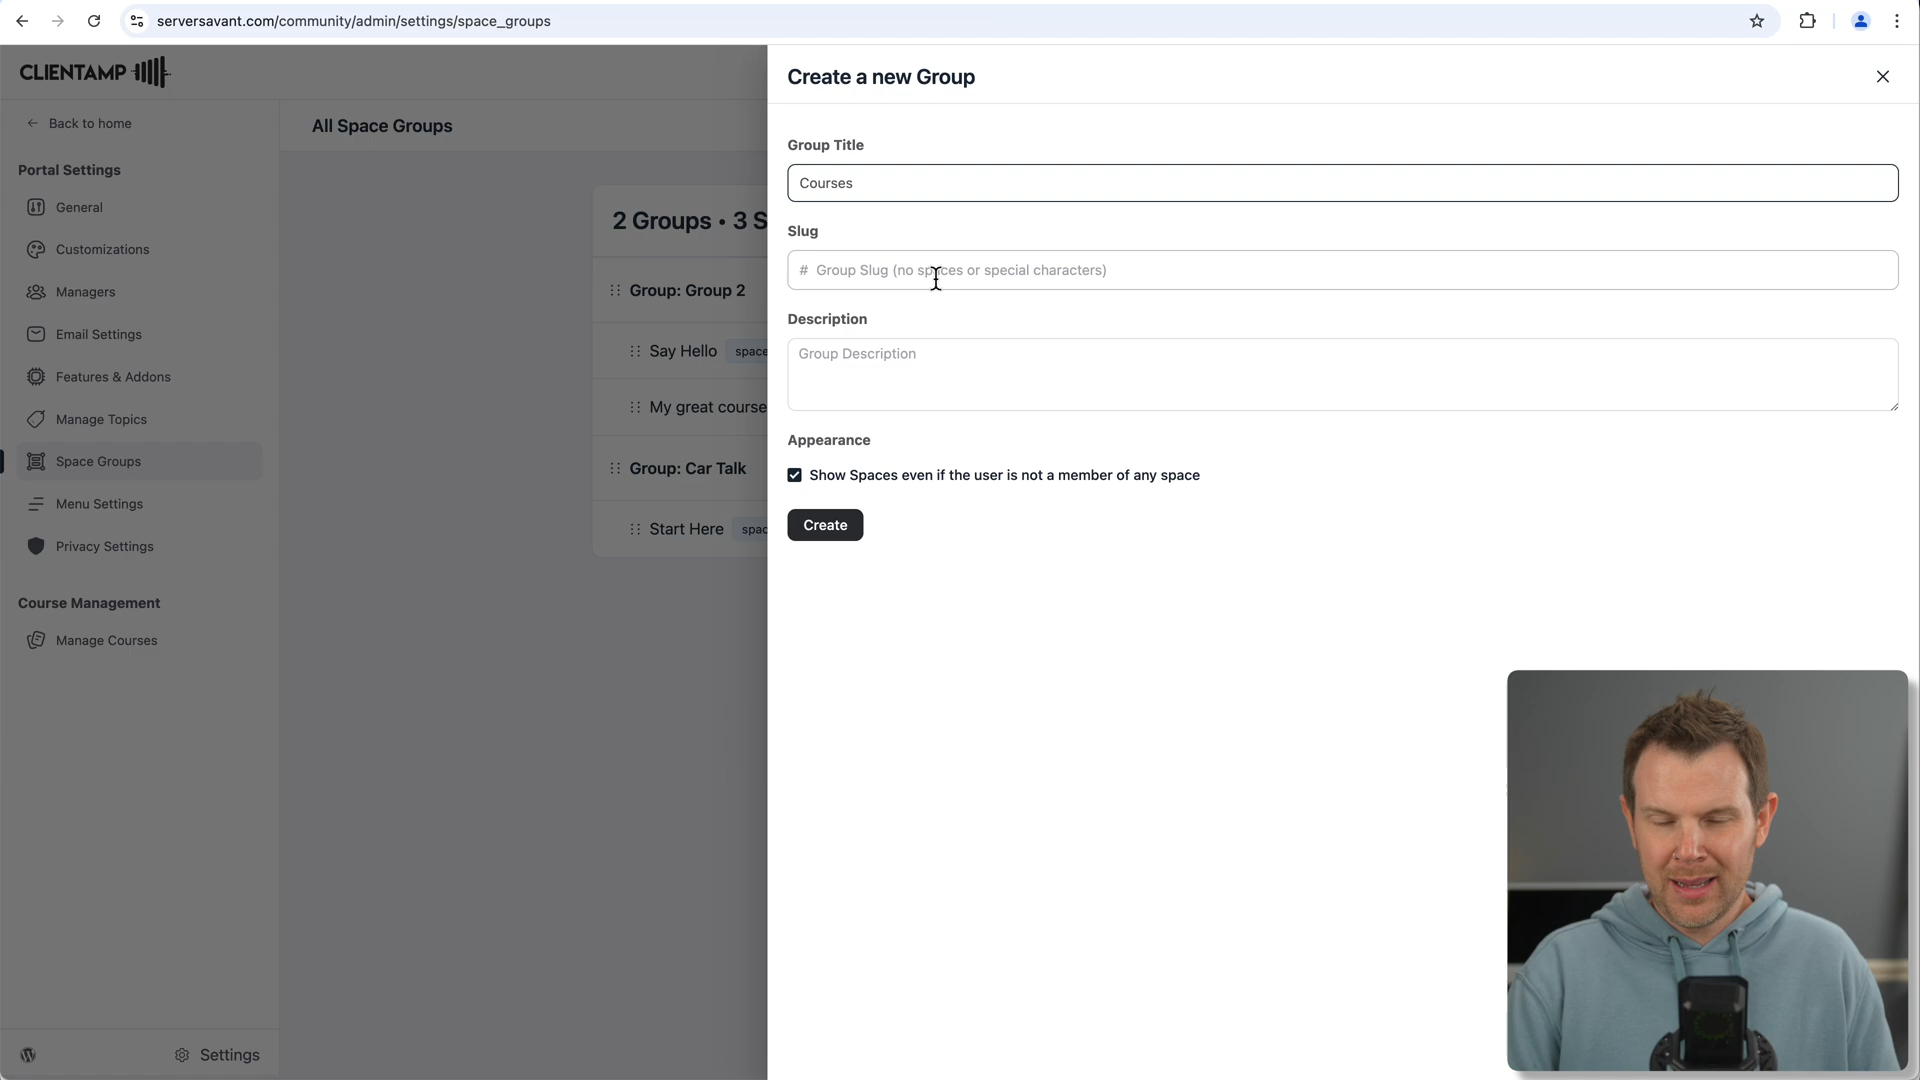 serversavant.com/community/admin/settings/space_groups
CLIENTAMP
Back to home
Portal Settings
General
Customizations
Managers
Email Settings
Features & Addons
Manage Topics
Space Groups
Menu Settings
Privacy Settings
Course Management
Manage Courses
Settings
All Space Groups
2 Groups • 3 S
Group: Group 2
Say Hello space
My great course
Group: Car Talk
Start Here spac
Create a new Group
Group Title
Courses
Slug
# Group Slug (no spaces or special characters)
Description
Group Description
Appearance
Show Spaces even if the user is not a member of any space
Create